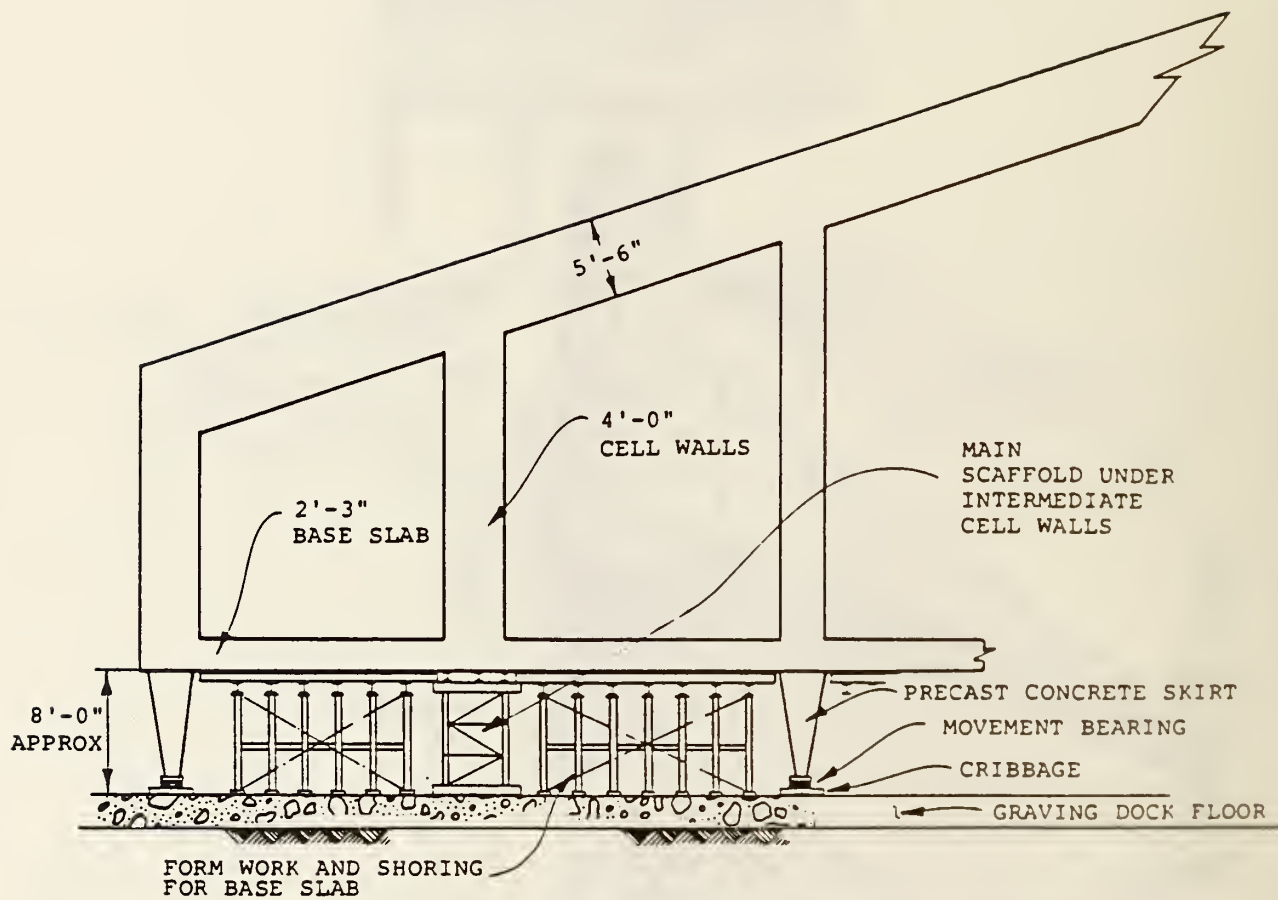 5'-6"
4'-0"
CELL WALLS
MAIN
SCAFFOLD UNDER
INTERMEDIATE
CELL WALLS
2'-3"
BASE SLAB
8'-0"
APPROX
PRECAST CONCRETE SKIRT
MOVEMENT BEARING
CRIBBAGE
GRAVING DOCK FLOOR
FORM WORK AND SHORING
FOR BASE SLAB